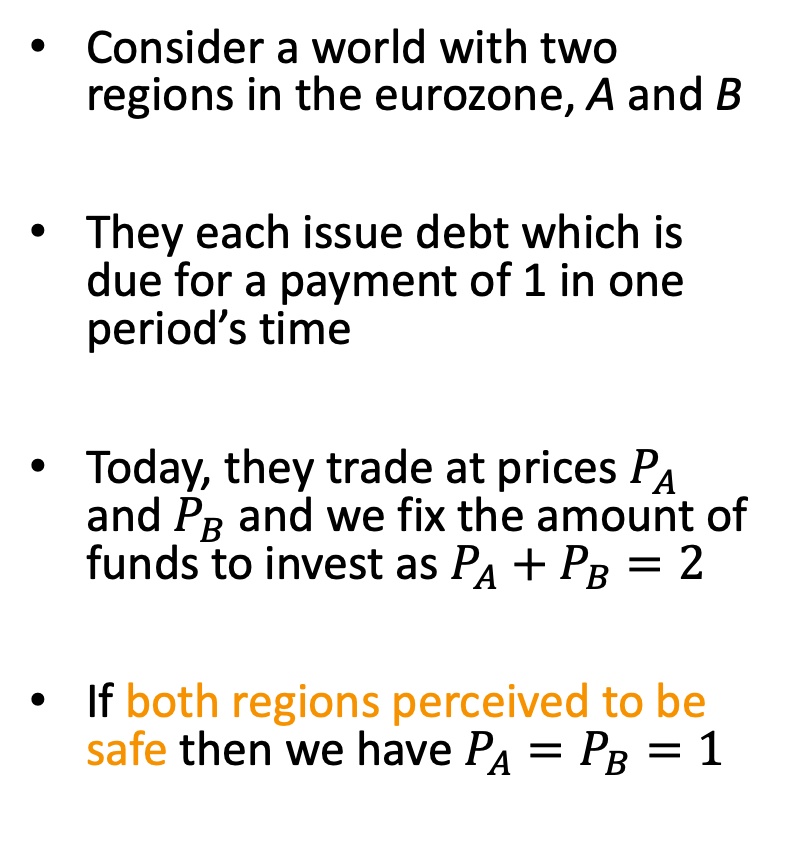 • Consider a world with two
regions in the eurozone, A and B
• They each issue debt which is
due for a payment of 1 in one
period’s time
• Today, they trade at prices P_A
and P_B and we fix the amount of
funds to invest as P_A + P_B = 2
• If both regions perceived to be
safe then we have P_A = P_B = 1